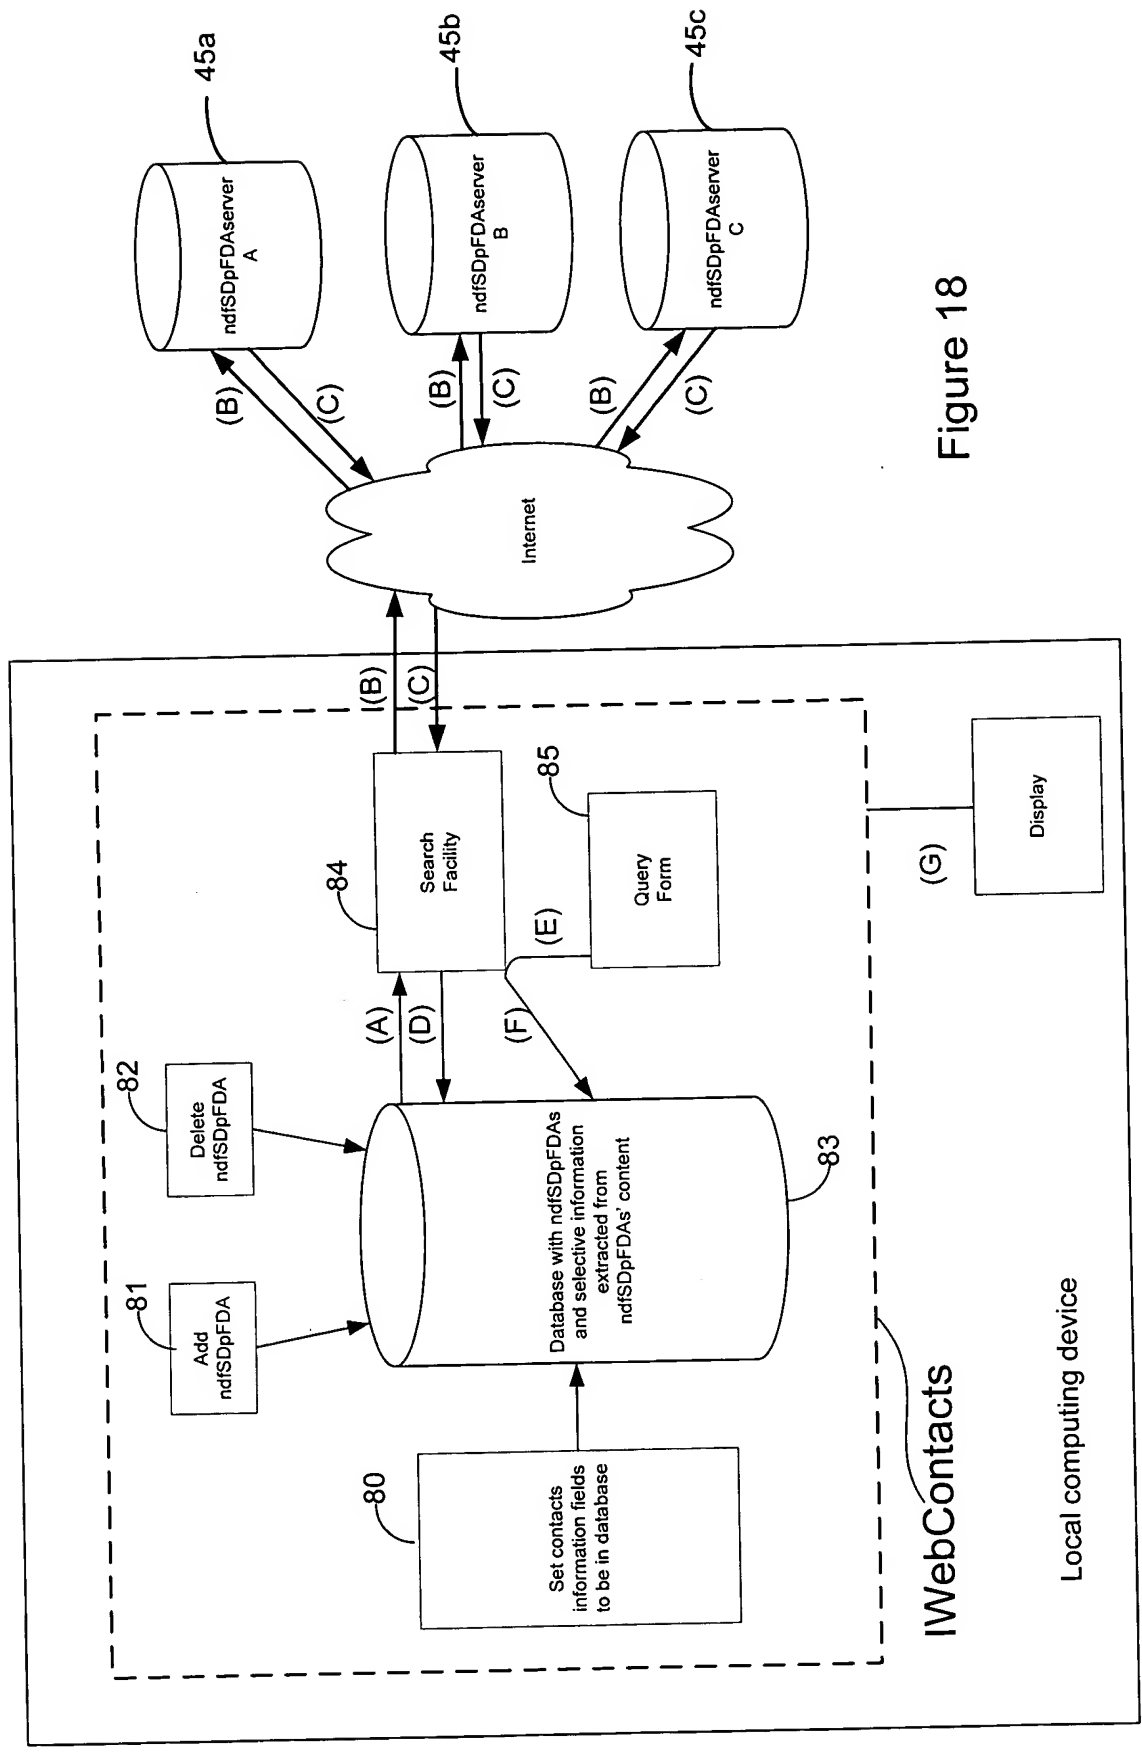 45a
45b
45c
ndfSDpFDAserver
A
ndfSDpFDAserver
B
ndfSDpFDAserver
C
(B)
(C)
(B)
(C)
(B)
(C)
Internet
Figure 18
(B)
(C)
84
Search
Facility
85
Query
Form
(A)
(D)
(E)
(F)
(G)
Display
82
Delete
ndfSDpFDA
81
Add
ndfSDpFDA
Database with ndfSDpFDAs
and selective information
extracted from
ndfSDpFDAs' content
83
80
Set contacts
information fields
to be in database
IWebContacts
Local computing device